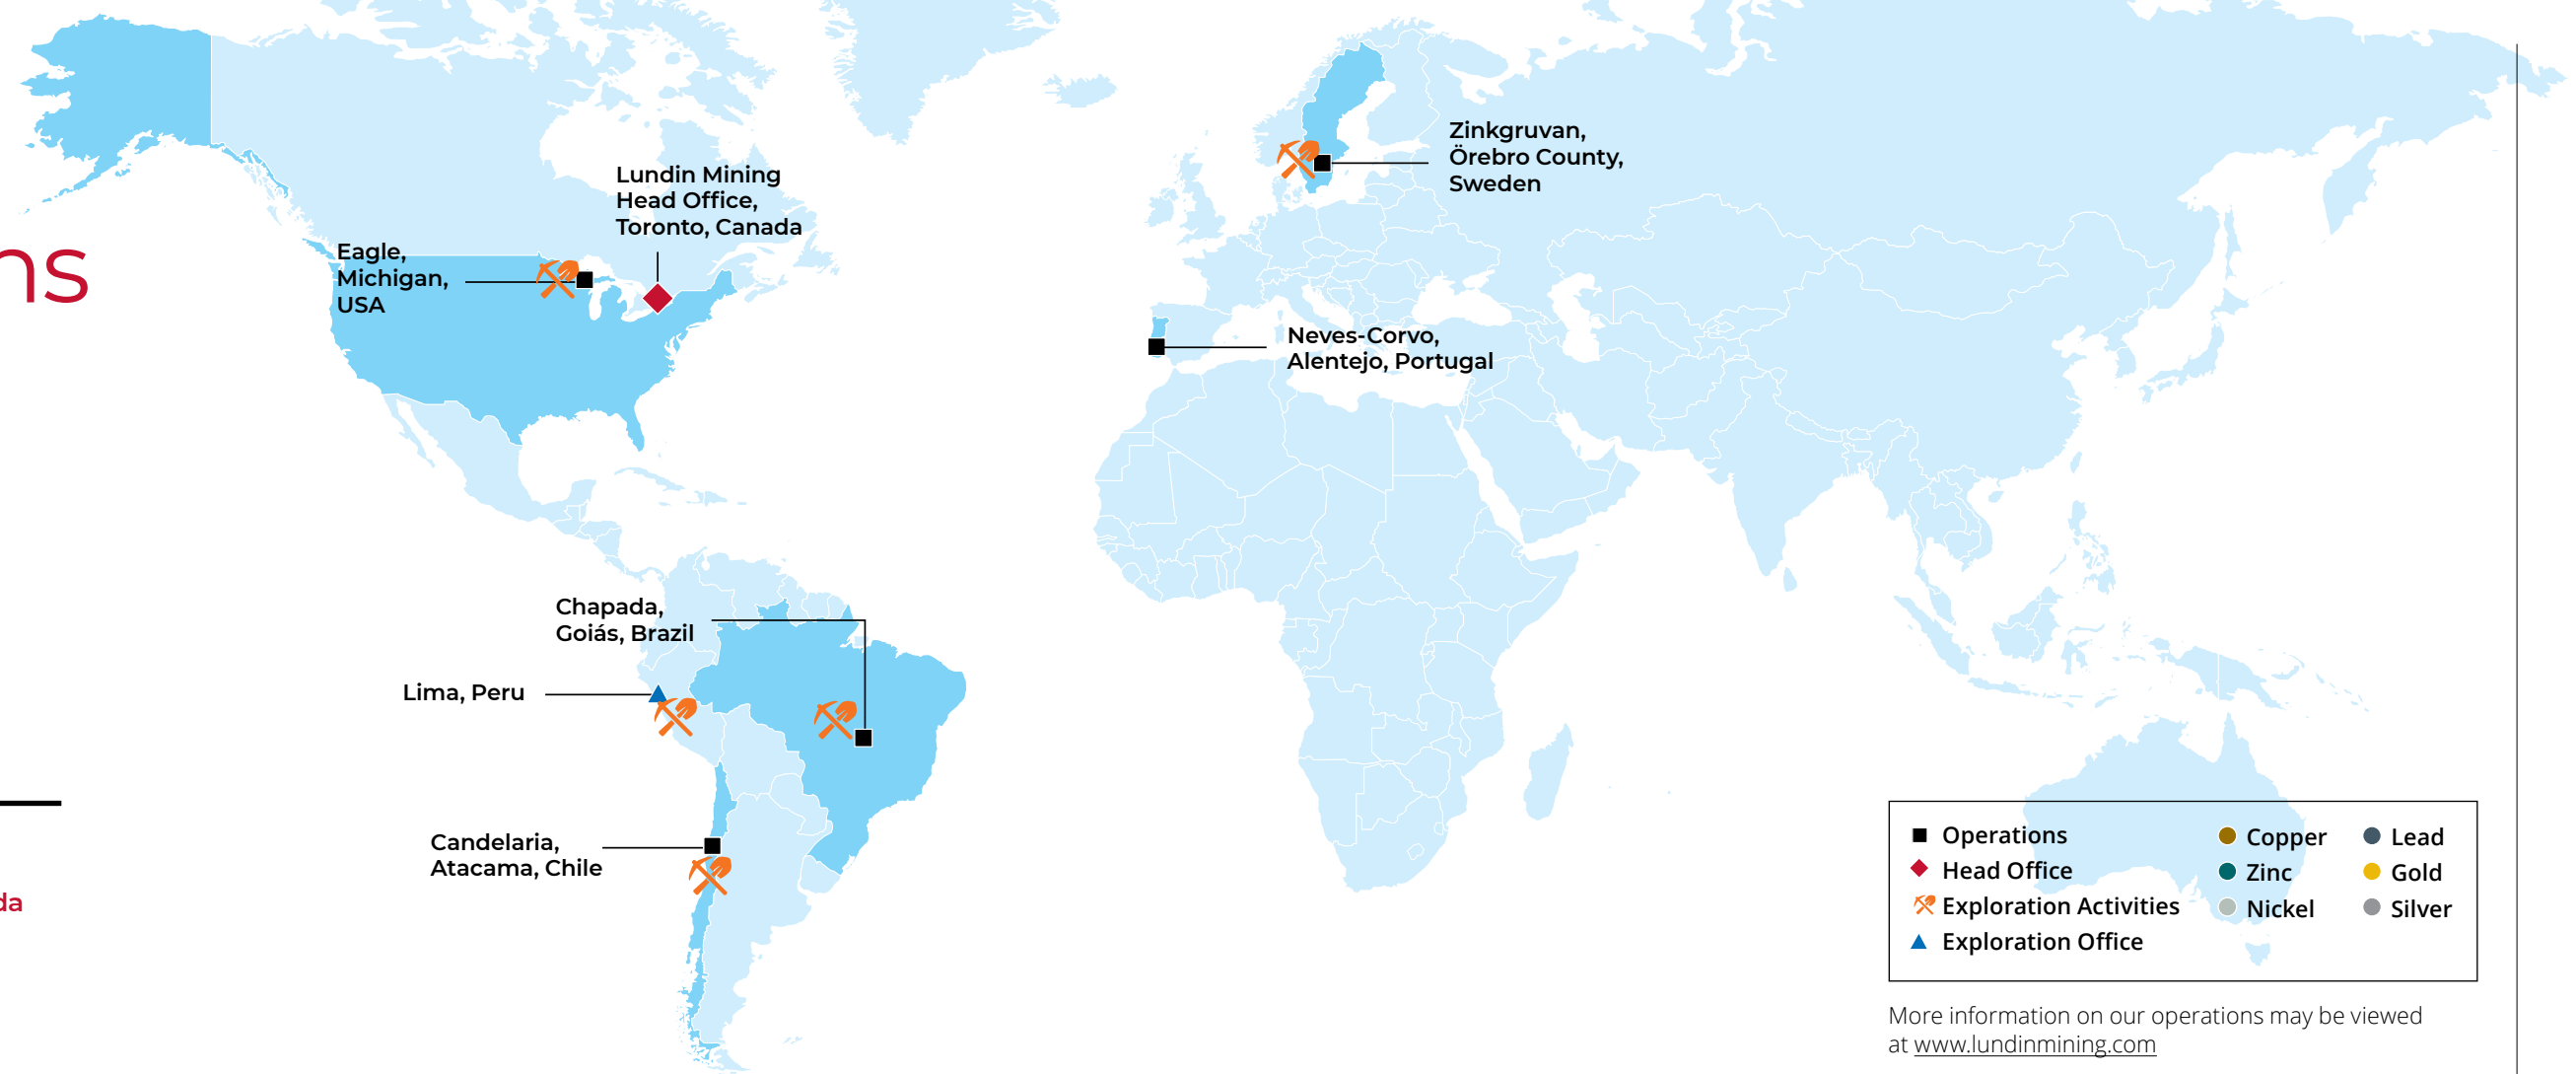 ns
da
Lundin Mining
Head Office,
Toronto, Canada
Eagle,
Michigan,
USA
Zinkgruvan,
Örebro County,
Sweden
Neves-Corvo,
Alentejo, Portugal
Chapada,
Goiás, Brazil
Lima, Peru
Candelaria,
Atacama, Chile
Operations
Head Office
Exploration Activities
Exploration Office
Copper
Zinc
Nickel
Lead
Gold
Silver
More information on our operations may be viewed
at www.lundinmining.com